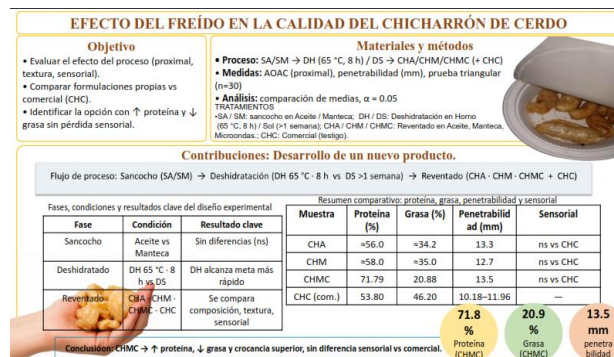 EFECTO DEL FREÍDO EN LA CALIDAD DEL CHICHARRÓN DE CERDO
Objetivo
• Evaluar el efecto del proceso (proximal,
textura, sensorial).
• Comparar formulaciones propias vs
comercial (CHC).
• Identificar la opción con ↑ proteína y ↓
grasa sin pérdida sensorial.
Materiales y métodos
• Proceso: SA/SM → DH (65 °C, 8 h) / DS → CHA/CHM/CHMC (+ CHC)
• Medidas: AOAC (proximal), penetrabilidad (mm), prueba triangular
(n=30)
• Análisis: comparación de medias, α = 0.05
TRATAMIENTOS
•SA / SM: sancocho en Aceite / Manteca; DH / DS: Deshidratación en Horno
(65 °C, 8 h) / Sol (>1 semana); CHA / CHM / CHMC: Reventado en Aceite, Manteca,
Microondas.; CHC: Comercial (testigo).
Contribuciones: Desarrollo de un nuevo producto.
Flujo de proceso: Sancocho (SA/SM) → Deshidratación (DH 65 °C · 8 h vs DS >1 semana) → Reventado (CHA · CHM · CHMC + CHC)
Fases, condiciones y resultados clave del diseño experimental
Fase Condición Resultado clave
Sancocho Aceite vs Manteca Sin diferencias (ns)
Deshidratado DH 65 °C · 8 h vs DS DH alcanza meta más rápido
Reventado CHA · CHM · CHMC · CHC Se compara composición, textura, sensorial
Resumen comparativo: proteína, grasa, penetrabilidad y sensorial
Muestra Proteína (%) Grasa (%) Penetrabilid ad (mm) Sensorial
CHA ≈56.0 ≈34.2 13.3 ns vs CHC
CHM ≈58.0 ≈35.0 12.7 ns vs CHC
CHMC 71.79 20.88 13.5 ns vs CHC
CHC (com.) 53.80 46.20 10.18–11.96 —
71.8
%
Proteína
(CHMC)
20.9
%
Grasa
(CHMC)
13.5
mm
penetra
bilidad
Conclusión: CHMC → ↑ proteína, ↓ grasa y crocancia superior, sin diferencia sensorial vs comercial.